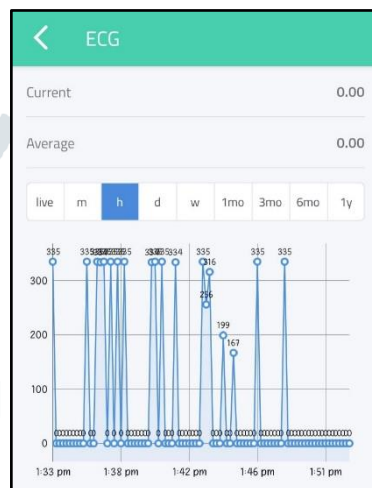 ECG
Current 0.00
Average 0.00
live m h d w 1mo 3mo 6mo 1y
335 335 335 334 335 316 335 335
300
256
200 199
167
100
0
1:33 pm 1:38 pm 1:42 pm 1:46 pm 1:51 pm